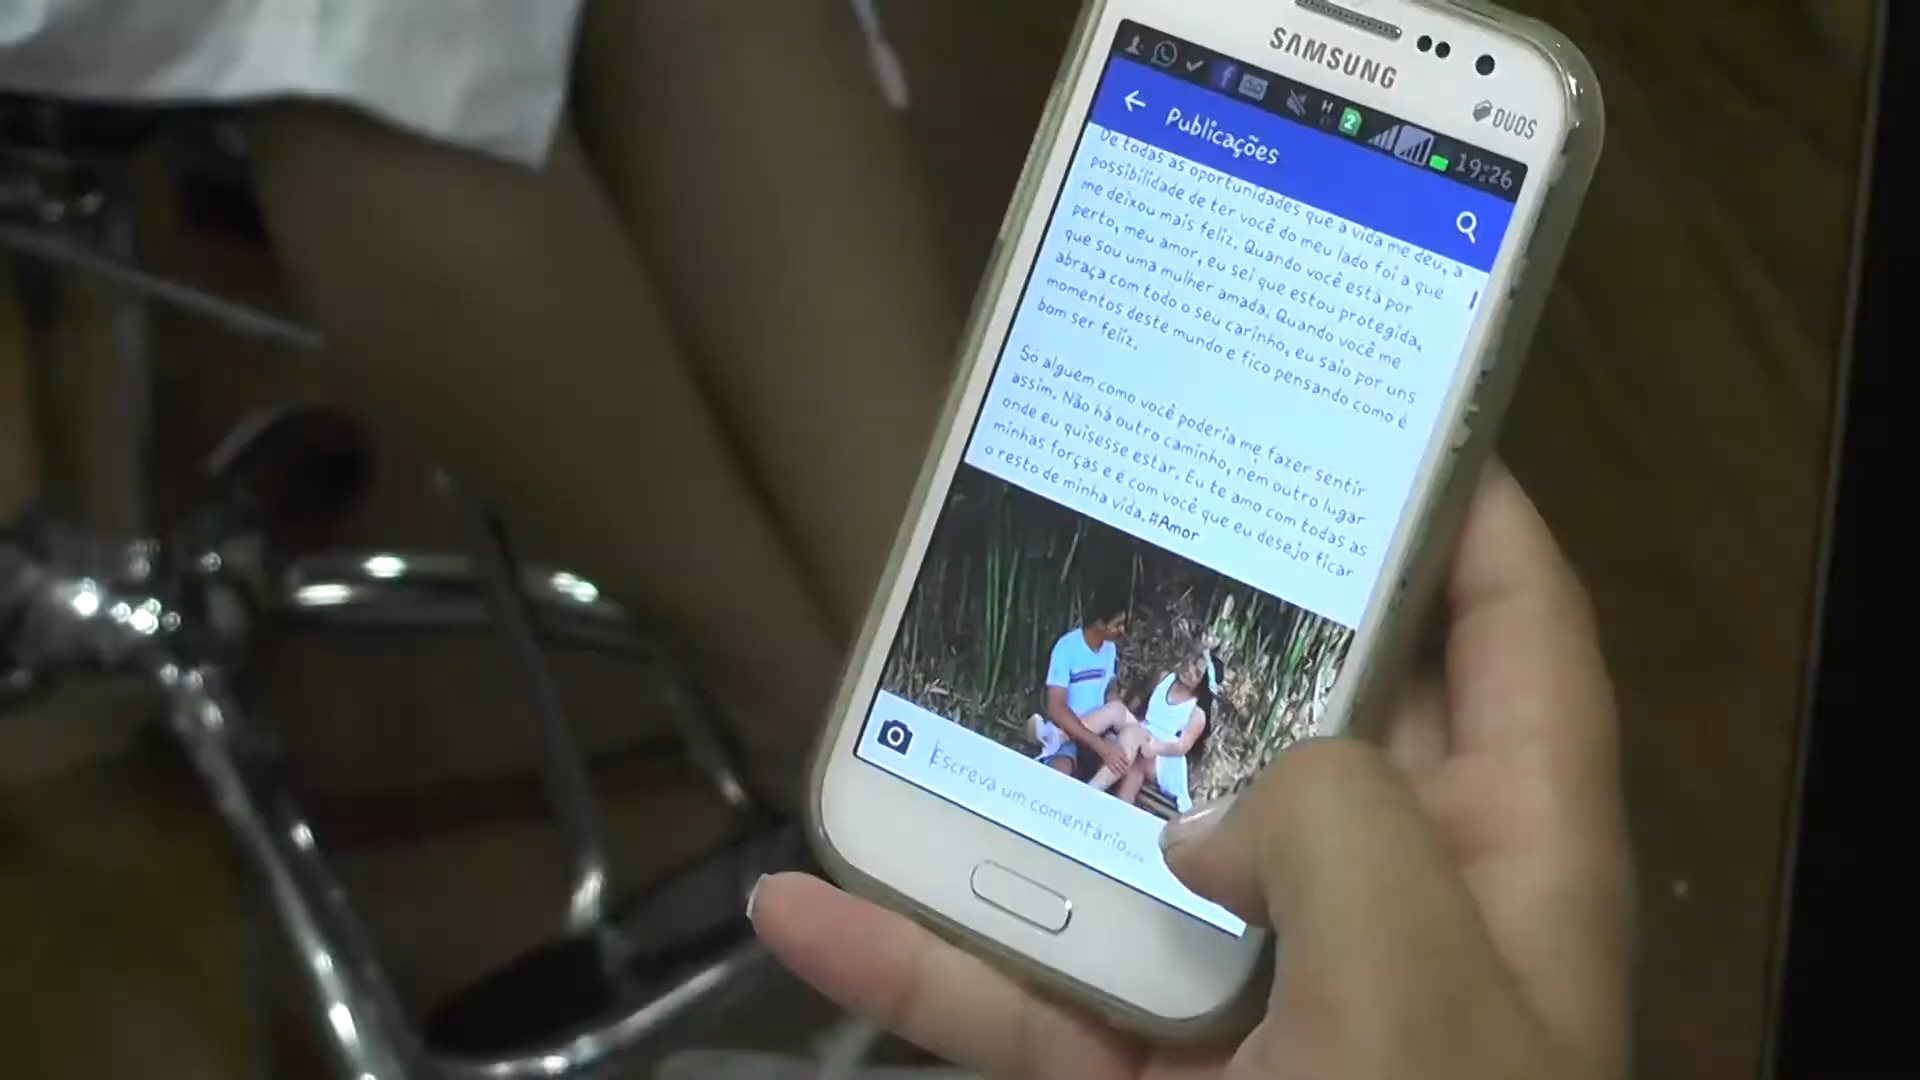 SAMSUNG
DUOS
2
19:26
Publicações
De todas as oportunidades que a vida me deu, a
possibilidade de ter você do meu lado foi a que
me deixou mais feliz. Quando você está por
perto, meu amor, eu sei que estou protegida,
que sou uma mulher amada. Quando você me
abraça com todo o seu carinho, eu saio por uns
momentos deste mundo e fico pensando como é
bom ser feliz.
Só alguém como você poderia me fazer sentir
assim. Não há outro caminho, nem outro lugar
onde eu quisesse estar. Eu te amo com todas as
minhas forças e é com você que eu desejo ficar
o resto de minha vida. #Amor
Escreva um comentário...